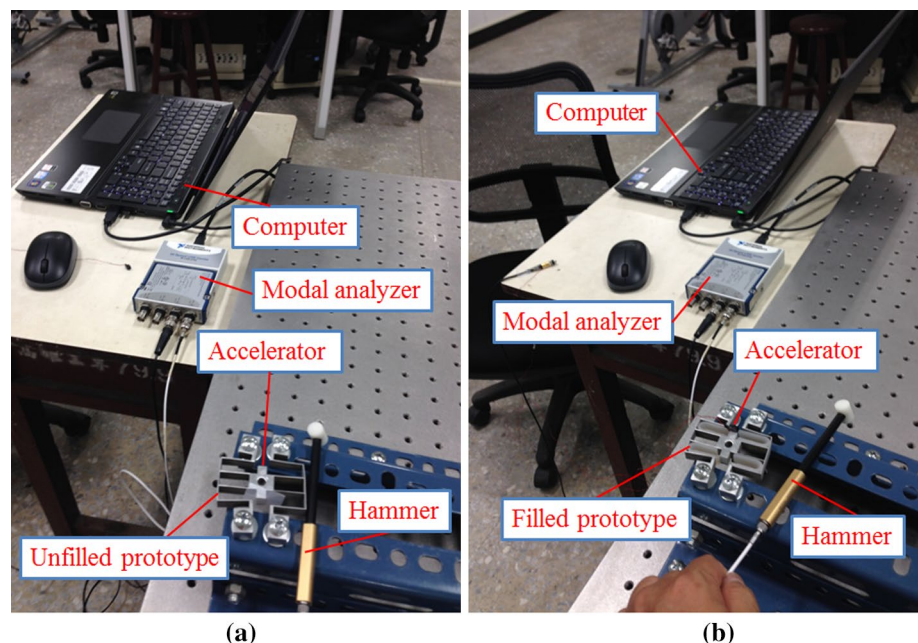 Computer
Modal analyzer
Accelerator
Hammer
Unfilled prototype
(a)
Computer
Modal analyzer
Accelerator
Filled prototype
Hammer
(b)